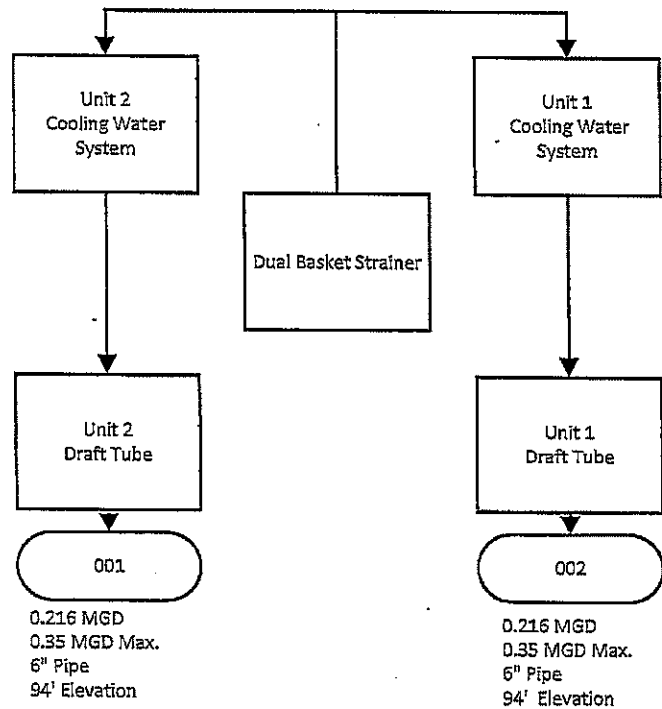 Unit 2
Cooling Water
System
Unit 1
Cooling Water
System
Dual Basket Strainer
Unit 2
Draft Tube
Unit 1
Draft Tube
001
002
0.216 MGD
0.35 MGD Max.
6" Pipe
94' Elevation
0.216 MGD
0.35 MGD Max.
6" Pipe
94' Elevation